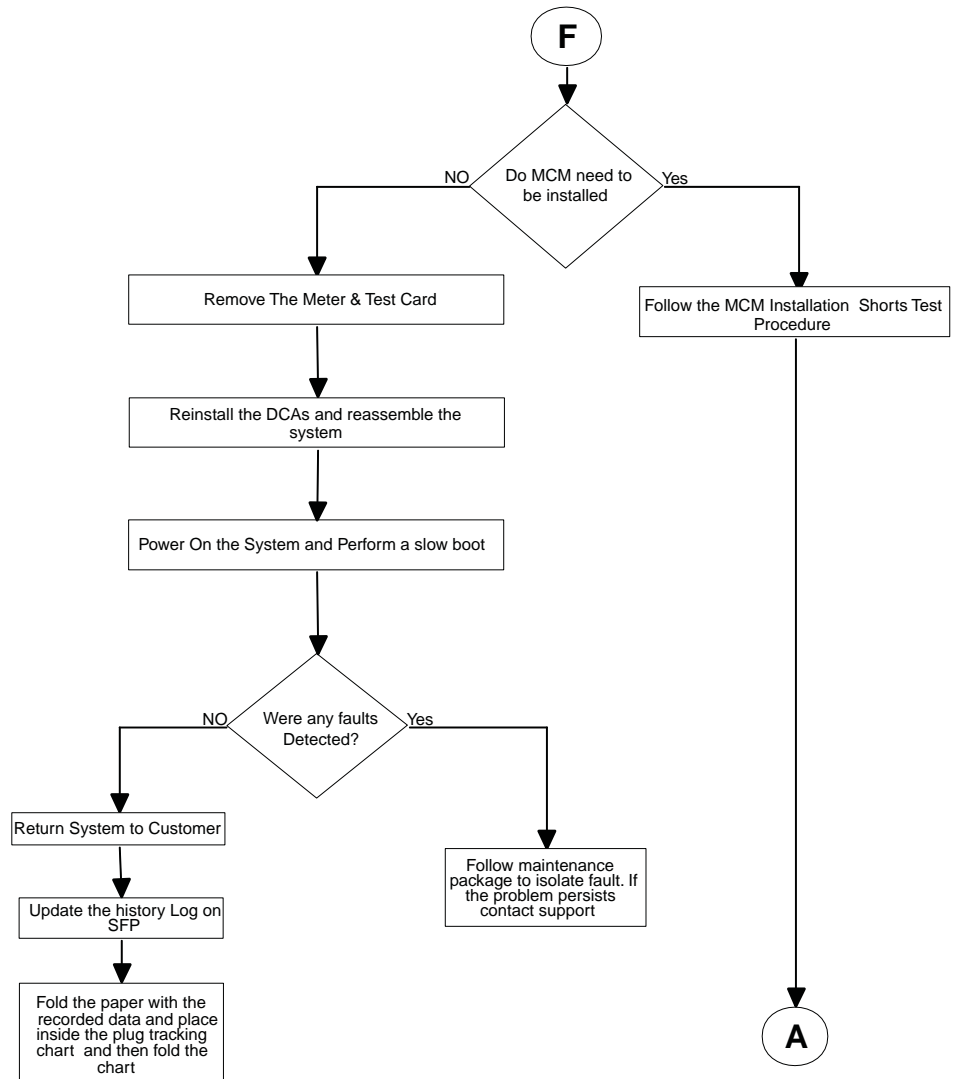 F
Do MCM need to
be installed
NO
Yes
Remove The Meter & Test Card
Follow the MCM Installation Shorts Test
Procedure
Reinstall the DCAs and reassemble the
system
Power On the System and Perform a slow boot
Were any faults
Detected?
NO
Yes
Return System to Customer
Follow maintenance
package to isolate fault. If
the problem persists
contact support
Update the history Log on
SFP
Fold the paper with the
recorded data and place
inside the plug tracking
chart and then fold the
chart
A